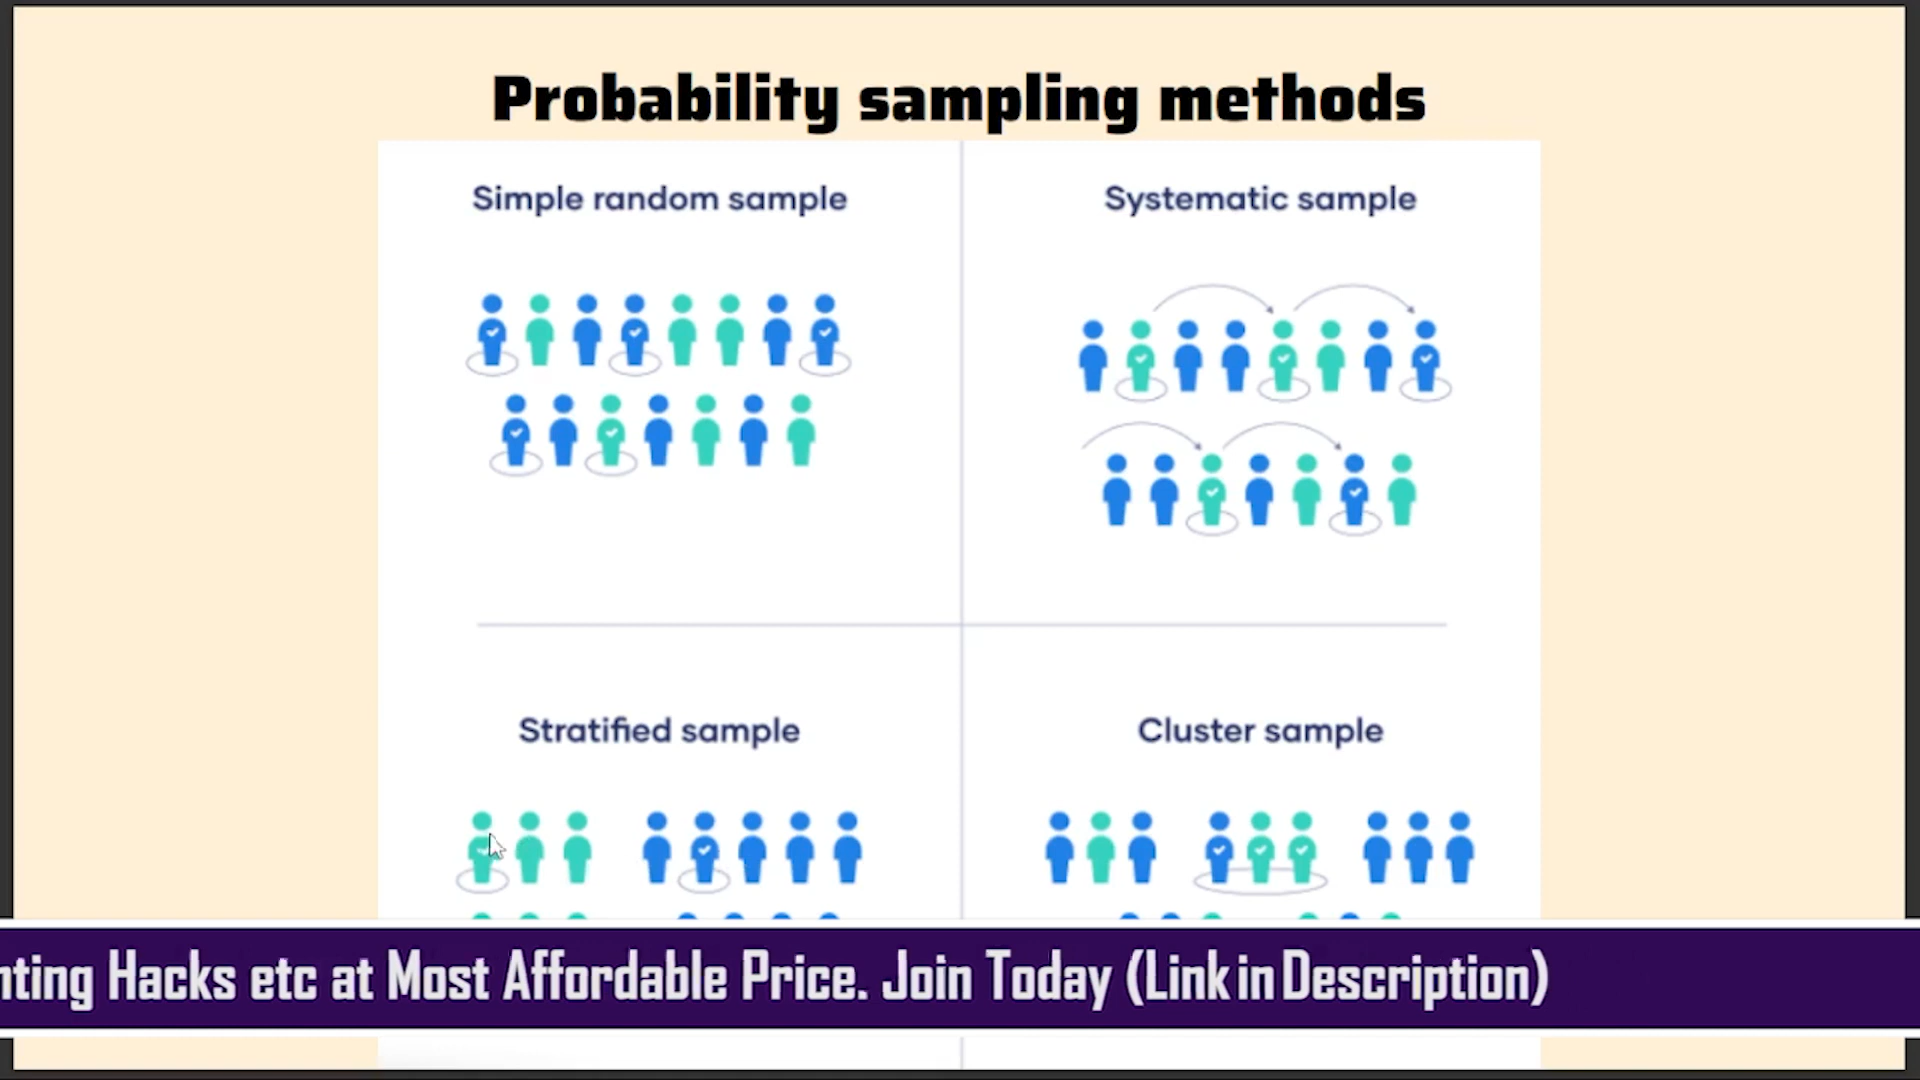 Probability sampling methods
Simple random sample
Systematic sample
Stratified sample
Cluster sample
Hacks etc at Most Affordable Price. Join Today (Link in Description)